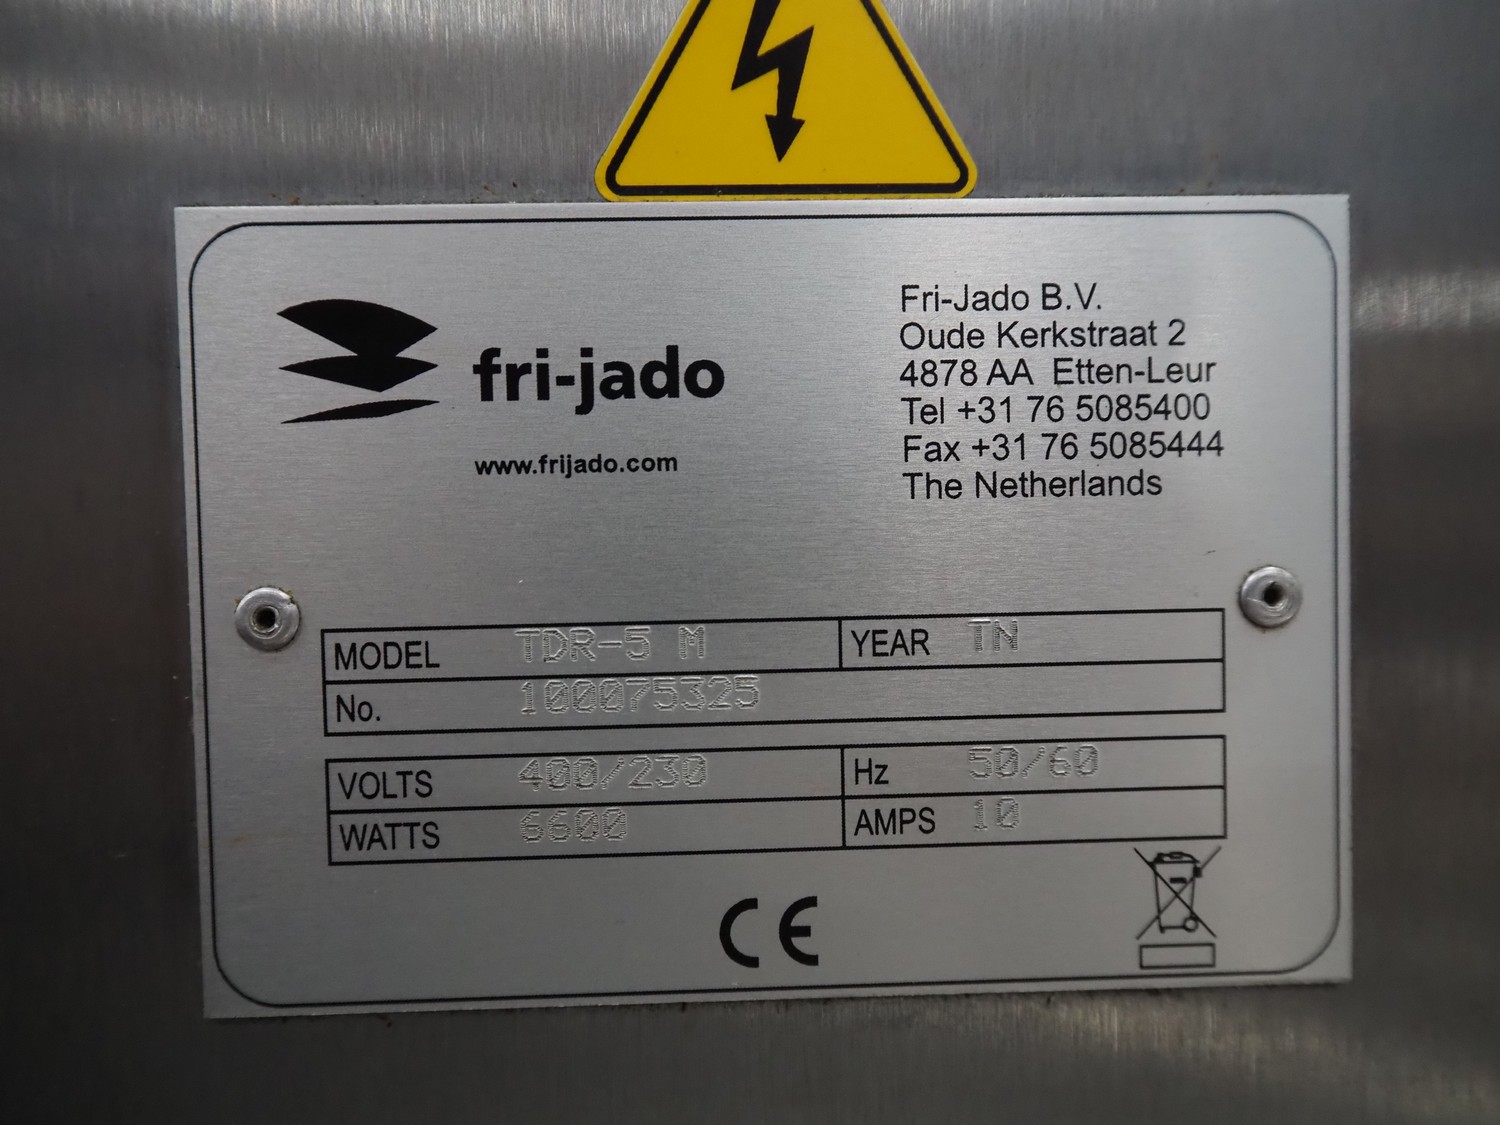 fri-jado
www.frijado.com
Fri-Jado B.V.
Oude Kerkstraat 2
4878 AA Etten-Leur
Tel +31 76 5085400
Fax +31 76 5085444
The Netherlands
MODEL TDR-5 M YEAR TN
No. 100075325
VOLTS 400/230 Hz 50/60
WATTS 6600 AMPS 10
CE